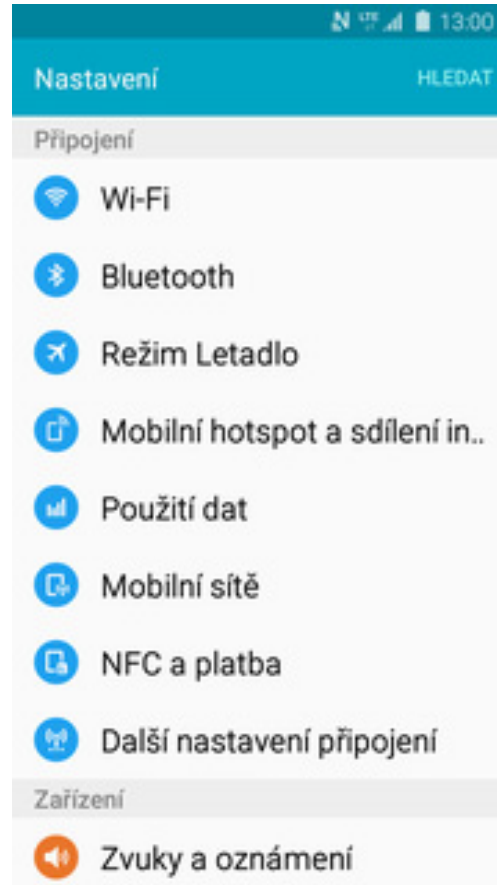 LTE 13:00
Nastavení HLEDAT
Připojení
Wi-Fi
Bluetooth
Režim Letadlo
Mobilní hotspot a sdílení in..
Použití dat
Mobilní sítě
NFC a platba
Další nastavení připojení
Zařízení
Zvuky a oznámení